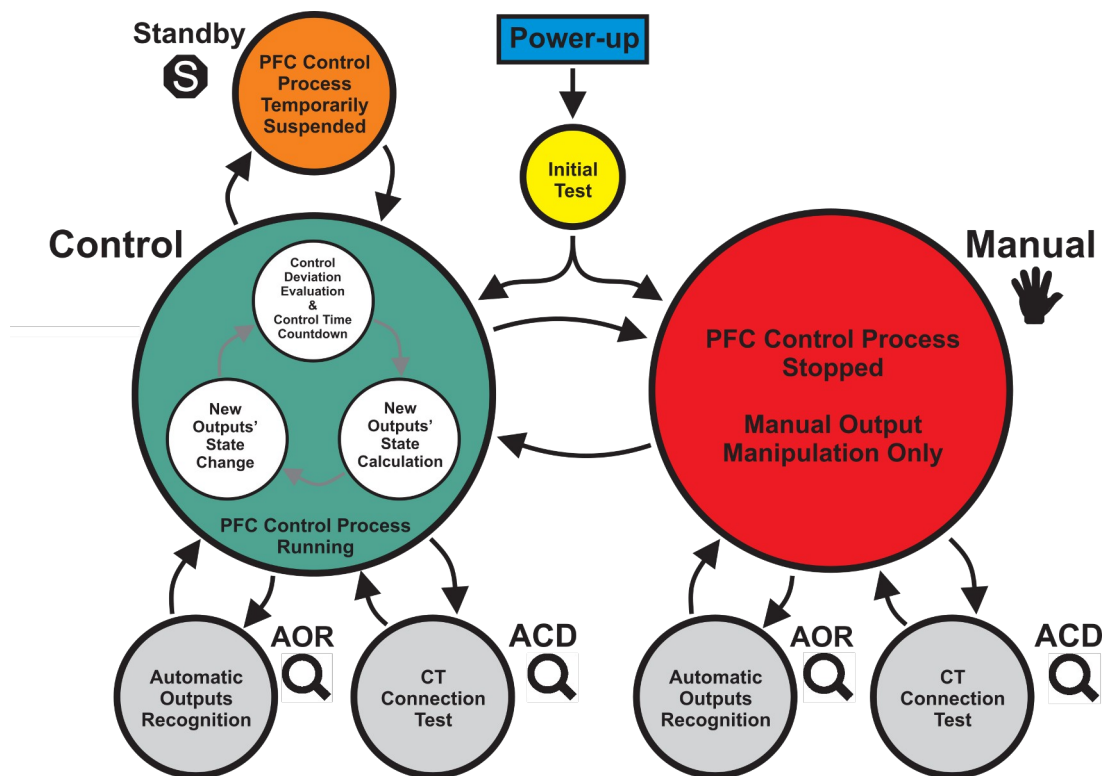 Standby
S
PFC Control
Process
Temporarily
Suspended
Power-up
Initial
Test
Control
Control
Deviation
Evaluation
&
Control Time
Countdown
New
Outputs'
State
Change
New
Outputs'
State
Calculation
PFC Control Process
Running
Manual
PFC Control Process
Stopped
Manual Output
Manipulation Only
AOR
Automatic
Outputs
Recognition
ACD
CT
Connection
Test
AOR
Automatic
Outputs
Recognition
ACD
CT
Connection
Test